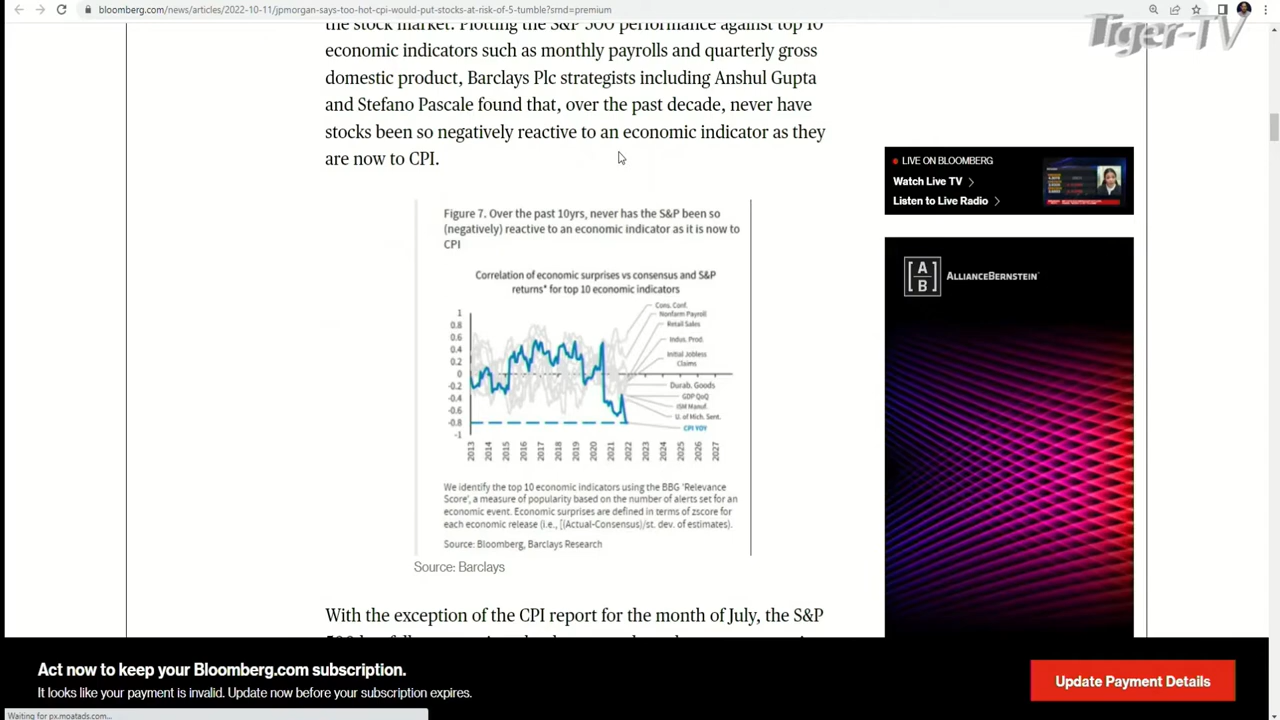 bloomberg.com/news/articles/2022-10-11/jpmorgan-says-too-hot-cpi-would-put-stocks-at-risk-of-5-tumble?srnd=premium
Tiger-TV
the stock market. Plotting the S&P 500 performance against top 10
economic indicators such as monthly payrolls and quarterly gross
domestic product, Barclays Plc strategists including Anshul Gupta
and Stefano Pascale found that, over the past decade, never have
stocks been so negatively reactive to an economic indicator as they
are now to CPI.
LIVE ON BLOOMBERG
Watch Live TV
Listen to Live Radio
Figure 7. Over the past 10yrs, never has the S&P been so
(negatively) reactive to an economic indicator as it is now to
CPI
Correlation of economic surprises vs consensus and S&P
returns* for top 10 economic indicators
1
0.8
0.6
0.4
0.2
0
-0.2
-0.4
-0.6
-0.8
-1
Cons. Conf.
Nonfarm Payroll
Retail Sales
Indus. Prod.
Initial Jobless
Claims
Durab. Goods
GDP QoQ
ISM Manuf.
U. of Mich. Sent.
CPI YOY
2013 2014 2015 2016 2017 2018 2019 2020 2021 2022 2023 2024 2025 2026 2027
We identify the top 10 economic indicators using the BBG 'Relevance
Score', a measure of popularity based on the number of alerts set for an
economic event. Economic surprises are defined in terms of zscore for
each economic release (i.e., [(Actual-Consensus)/st. dev. of estimates).
Source: Bloomberg, Barclays Research
Source: Barclays
[A B] ALLIANCEBERNSTEIN
With the exception of the CPI report for the month of July, the S&P
Act now to keep your Bloomberg.com subscription.
It looks like your payment is invalid. Update now before your subscription expires.
Update Payment Details
Waiting for px.moatads.com...